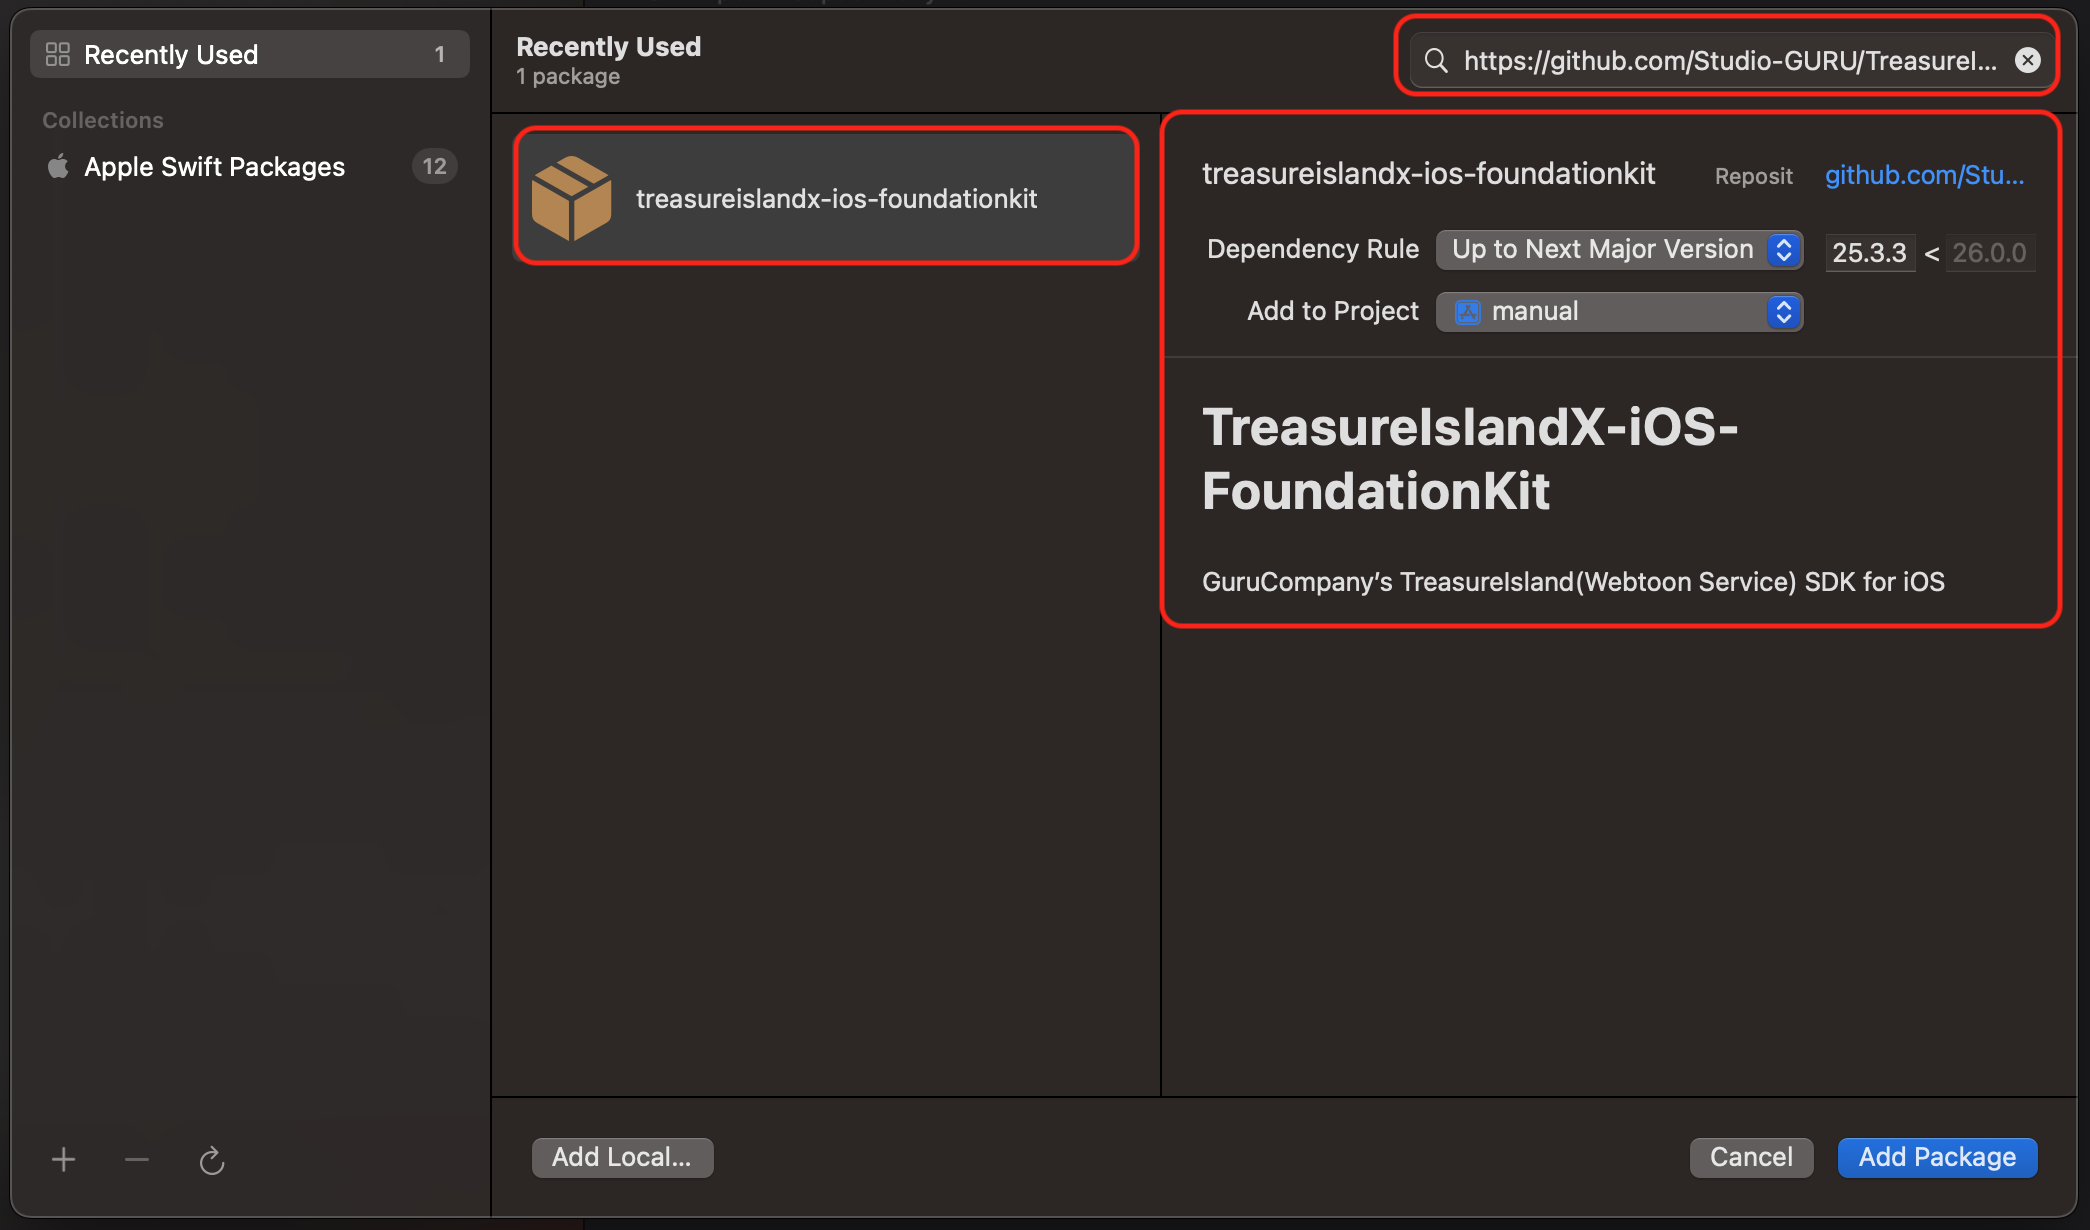 Recently Used 1
Collections
Apple Swift Packages 12
Recently Used
1 package
https://github.com/Studio-GURU/TreasureI...
treasureislandx-ios-foundationkit
treasureislandx-ios-foundationkit Reposit github.com/Stu...
Dependency Rule Up to Next Major Version 25.3.3 < 26.0.0
Add to Project manual
TreasureIslandX-iOS-
FoundationKit
GuruCompany’s TreasureIsland(Webtoon Service) SDK for iOS
Add Local... Cancel Add Package